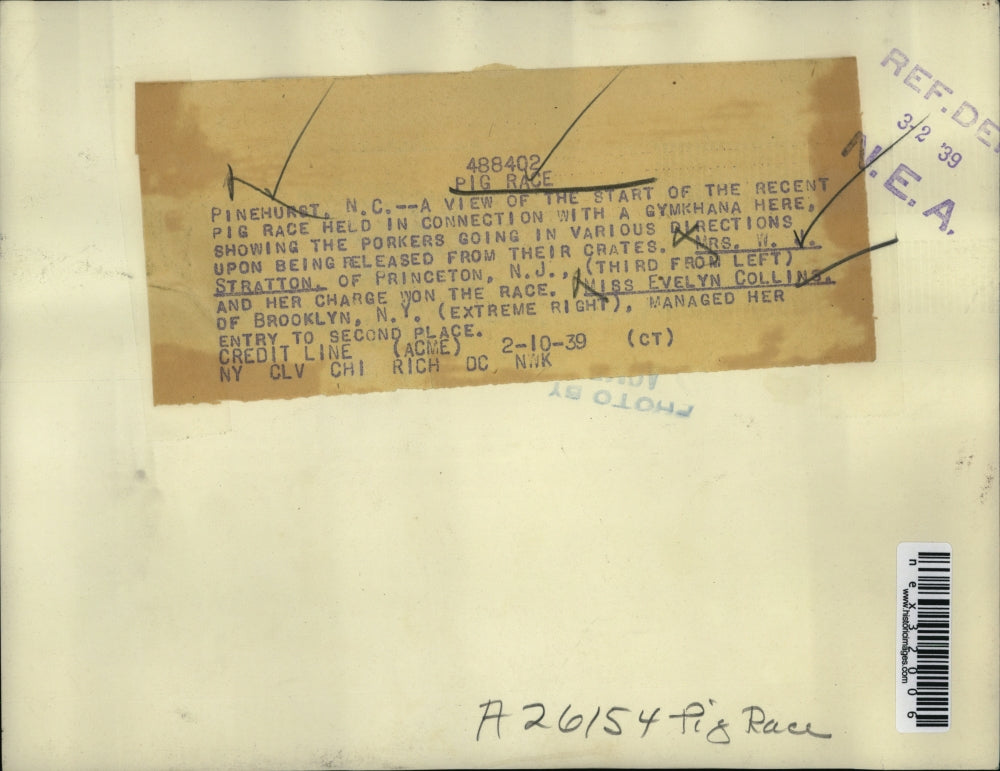 488402
PIG RACE
PINEHURST, N.C.--A VIEW OF THE START OF THE RECENT
PIG RACE HELD IN CONNECTION WITH A GYMKHANA HERE,
SHOWING THE PORKERS GOING IN VARIOUS DIRECTIONS
UPON BEING RELEASED FROM THEIR CRATES. MRS. W.
STRATTON, OF PRINCETON, N.J., (THIRD FROM LEFT)
AND HER CHARGE WON THE RACE. MISS EVELYN COLLINS,
OF BROOKLYN, N.Y. (EXTREME RIGHT), MANAGED HER
ENTRY TO SECOND PLACE.
CREDIT LINE (ACME) 2-10-39 (CT)
NY CLV CHI RICH DC NWK
REF. DE
3-2 '39
N.E.A.
PHOTO BY
nex32006
www.historicimages.com
A26154 Pig Race